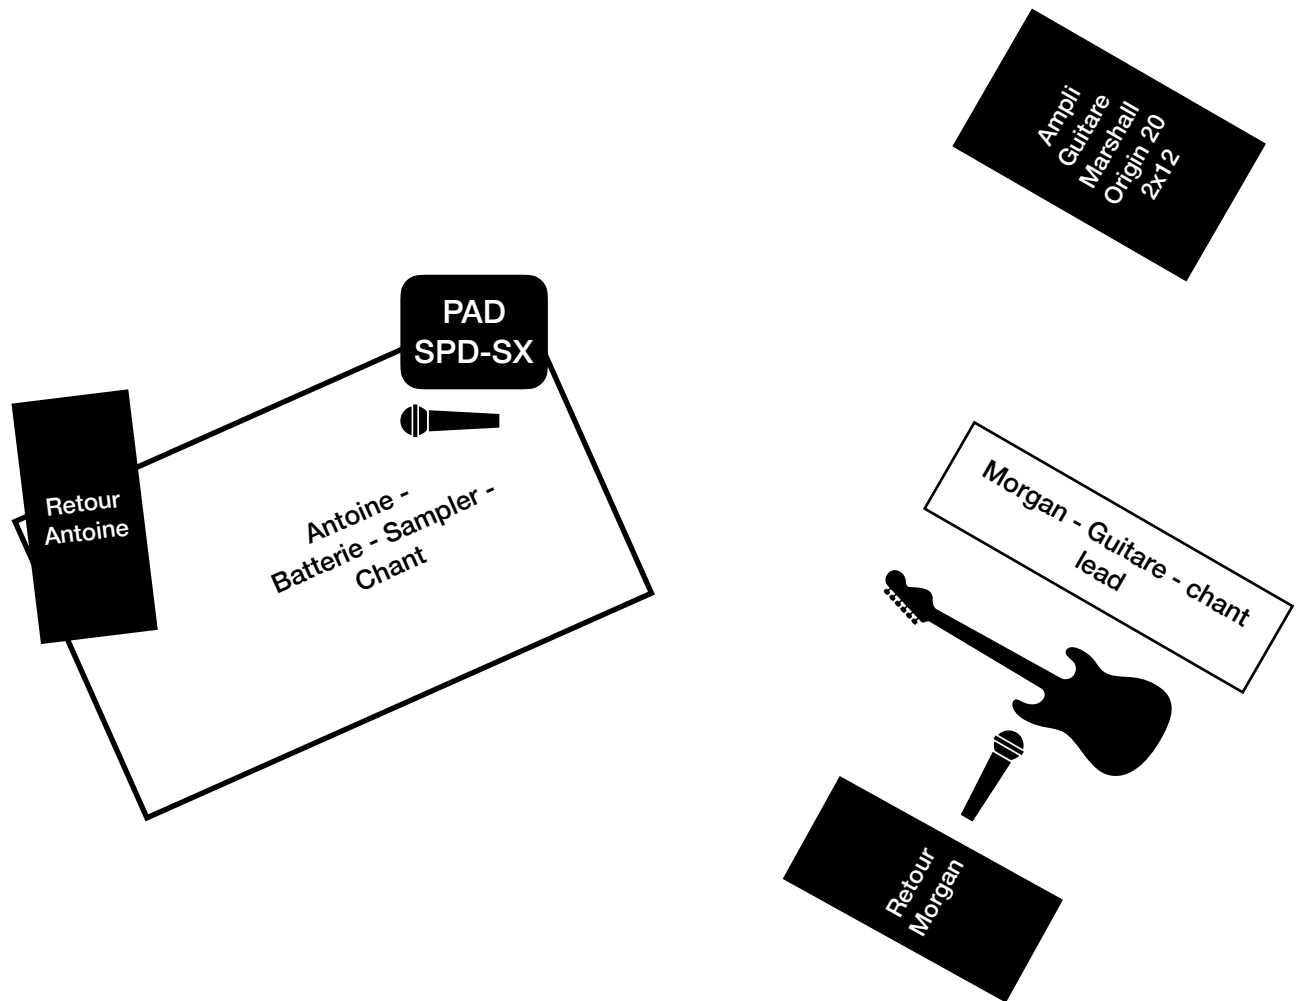 Ampli
Guitare
Marshall
Origin 20
2x12
PAD
SPD-SX
Retour
Antoine
Antoine -
Batterie - Sampler -
Chant
Morgan - Guitare - chant
lead
Retour
Morgan